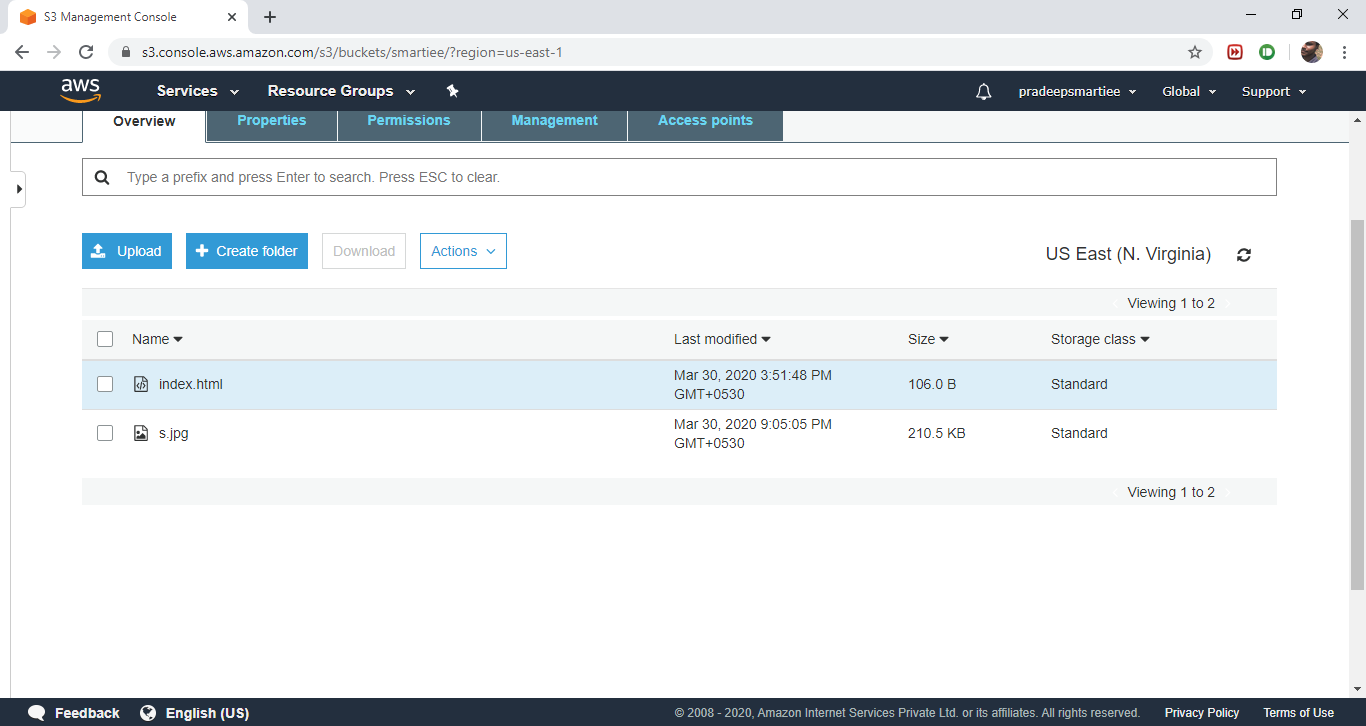 S3 Management Console
s3.console.aws.amazon.com/s3/buckets/smartiee/?region=us-east-1
aws Services Resource Groups pradeepsmartiee Global Support
Overview Properties Permissions Management Access points
Type a prefix and press Enter to search. Press ESC to clear.
Upload Create folder Download Actions US East (N. Virginia)
Viewing 1 to 2
Name Last modified Size Storage class
index.html Mar 30, 2020 3:51:48 PM 106.0 B Standard
GMT+0530
s.jpg Mar 30, 2020 9:05:05 PM 210.5 KB Standard
GMT+0530
Viewing 1 to 2
Feedback English (US) © 2008 - 2020, Amazon Internet Services Private Ltd. or its affiliates. All rights reserved. Privacy Policy Terms of Use